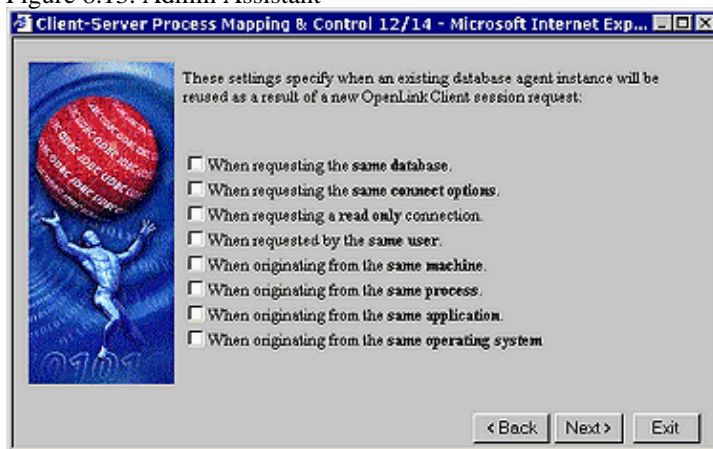 Figure 8.13. Admin Assistant
Client-Server Process Mapping & Control 12/14 - Microsoft Internet Exp...
These settings specify when an existing database agent instance will be
reused as a result of a new OpenLink Client session request:
When requesting the same database.
When requesting the same connect options.
When requesting a read only connection.
When requested by the same user.
When originating from the same machine.
When originating from the same process.
When originating from the same application.
When originating from the same operating system
01010
< Back
Next >
Exit